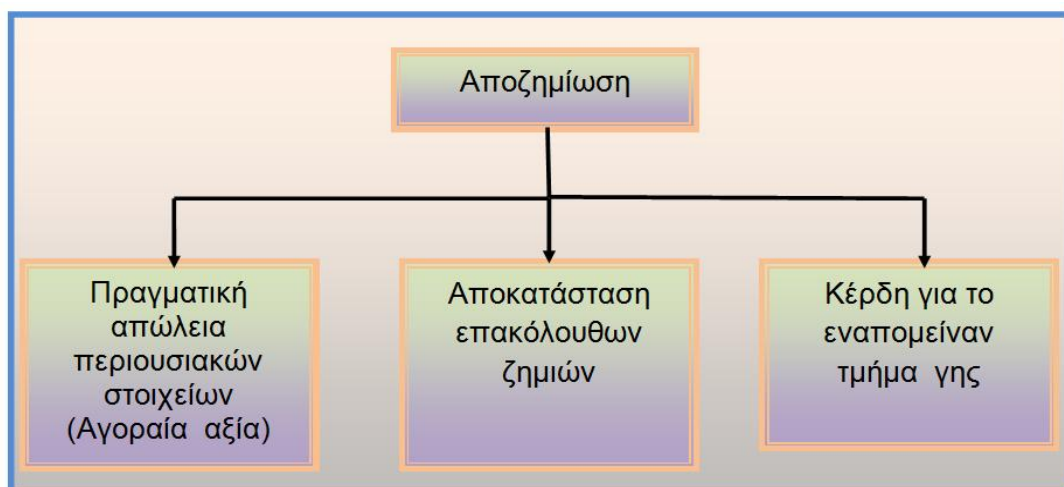 Αποζημίωση
Πραγματική
απώλεια
περιουσιακών
στοιχείων
(Αγοραία αξία)
Αποκατάσταση
επακόλουθων
ζημιών
Κέρδη για το
εναπομείναν
τμήμα γης